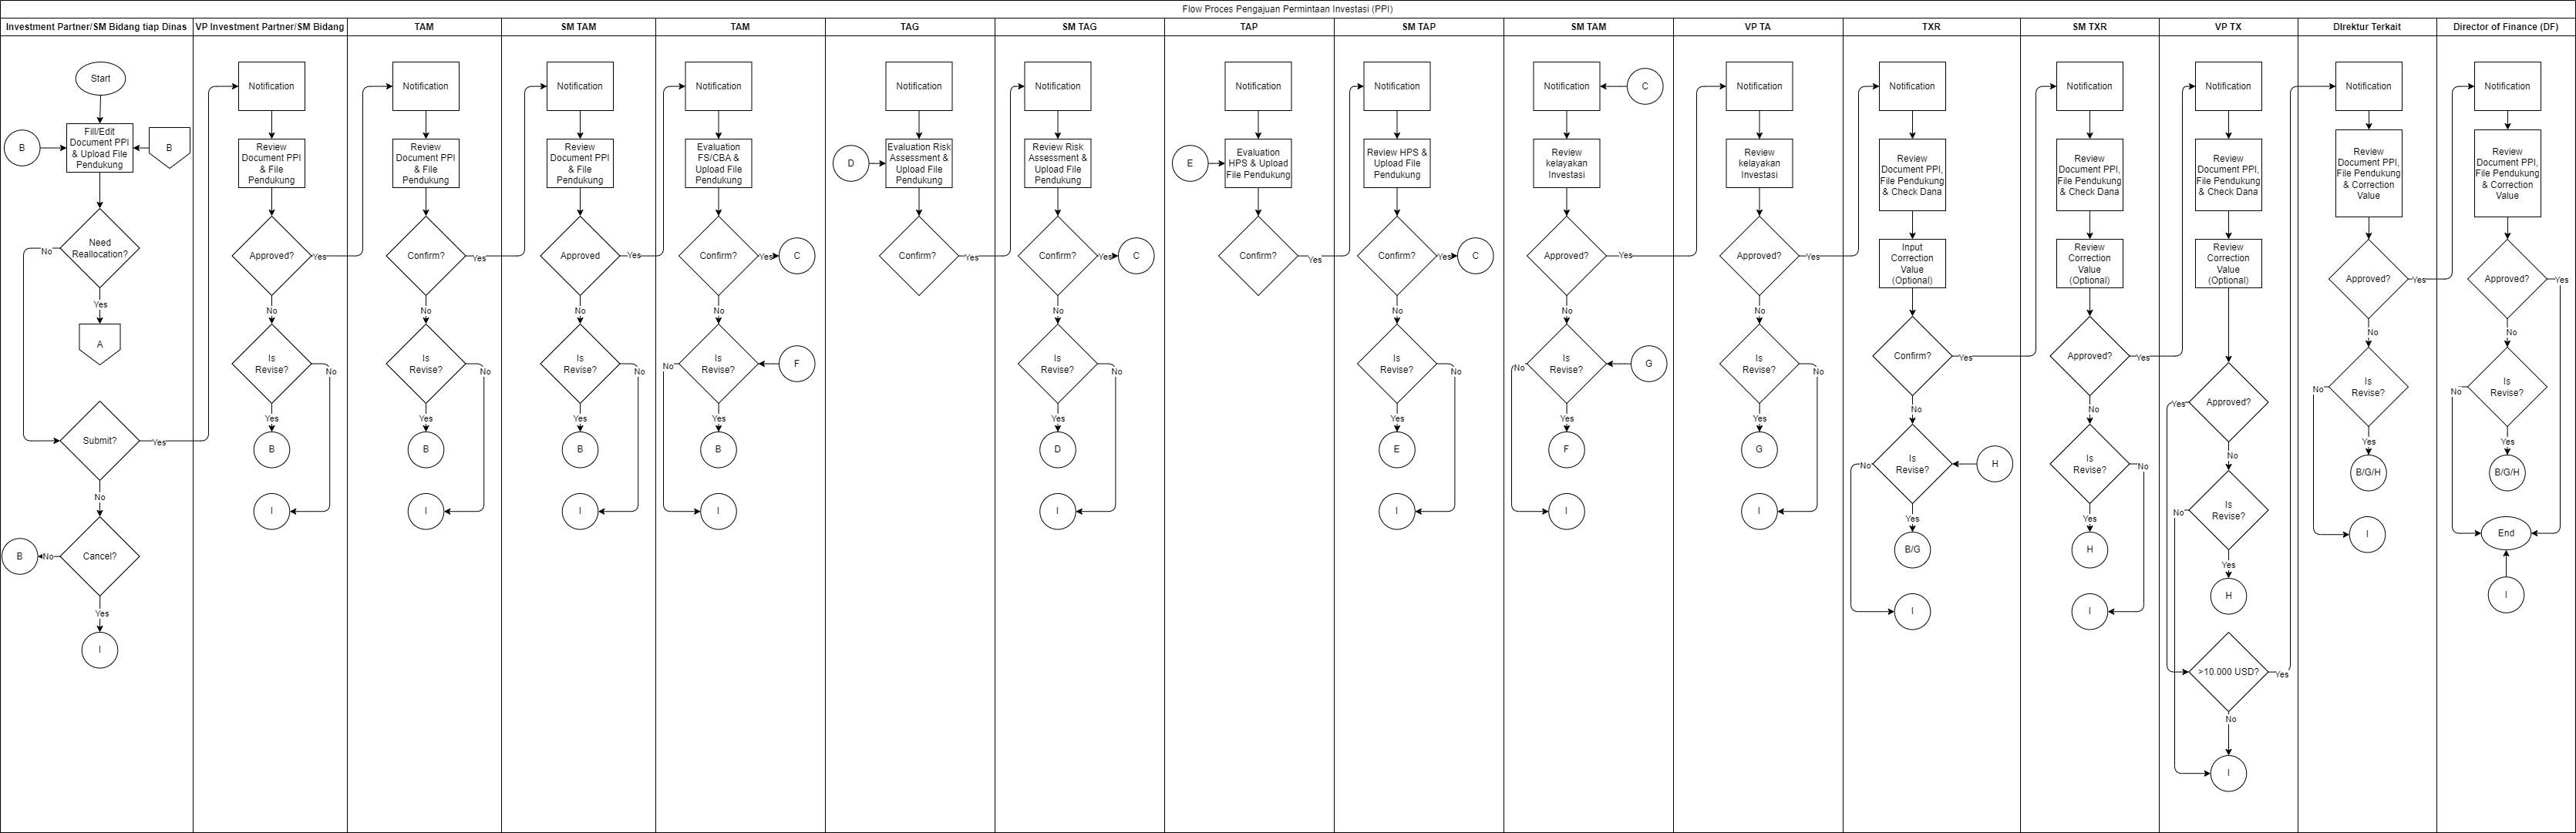 Flow Proces Pengajuan Permintaan Investasi (PPI)
Investment Partner/SM Bidang tiap Dinas
Start
B
Fill/Edit
Document PPI
& Upload File
Pendukung
B
Need
Reallocation?
No
Yes
A
Submit?
Yes
No
Cancel?
No
B
Yes
I
VP Investment Partner/SM Bidang
Notification
Review
Document PPI
& File
Pendukung
Approved?
Yes
No
Is
Revise?
No
Yes
B
I
TAM
Notification
Review
Document PPI
& File
Pendukung
Confirm?
Yes
No
Is
Revise?
No
Yes
B
I
SM TAM
Notification
Review
Document PPI
& File
Pendukung
Approved
Yes
No
Is
Revise?
No
Yes
B
I
TAM
Notification
Evaluation
FS/CBA &
Upload File
Pendukung
Confirm?
Yes
C
No
Is
Revise?
No
F
Yes
B
I
TAG
Notification
D
Evaluation Risk
Assessment &
Upload File
Pendukung
Confirm?
Yes
SM TAG
Notification
Review Risk
Assessment &
Upload File
Pendukung
Confirm?
Yes
C
No
Is
Revise?
No
Yes
D
I
TAP
Notification
E
Evaluation
HPS & Upload
File Pendukung
Confirm?
Yes
SM TAP
Notification
Review HPS &
Upload File
Pendukung
Confirm?
Yes
C
No
Is
Revise?
No
Yes
E
I
SM TAM
Notification
C
Review
kelayakan
Investasi
Approved?
Yes
No
Is
Revise?
No
G
Yes
F
I
VP TA
Notification
Review
kelayakan
Investasi
Approved?
Yes
No
Is
Revise?
No
Yes
G
I
TXR
Notification
Review
Document PPI,
File Pendukung
& Check Dana
Input
Correction
Value
(Optional)
Confirm?
Yes
No
Is
Revise?
No
H
Yes
B/G
I
SM TXR
Notification
Review
Document PPI,
File Pendukung
& Check Dana
Review
Correction
Value
(Optional)
Approved?
Yes
No
Is
Revise?
No
Yes
H
I
VP TX
Notification
Review
Document PPI,
File Pendukung
& Check Dana
Review
Correction
Value
(Optional)
Approved?
Yes
No
Is
Revise?
No
Yes
H
>10.000 USD?
Yes
No
I
DIrektur Terkait
Notification
Review
Document PPI,
File Pendukung
& Correction
Value
Approved?
Yes
No
Is
Revise?
No
Yes
B/G/H
I
Director of Finance (DF)
Notification
Review
Document PPI,
File Pendukung
& Correction
Value
Approved?
Yes
No
Is
Revise?
No
Yes
B/G/H
End
I